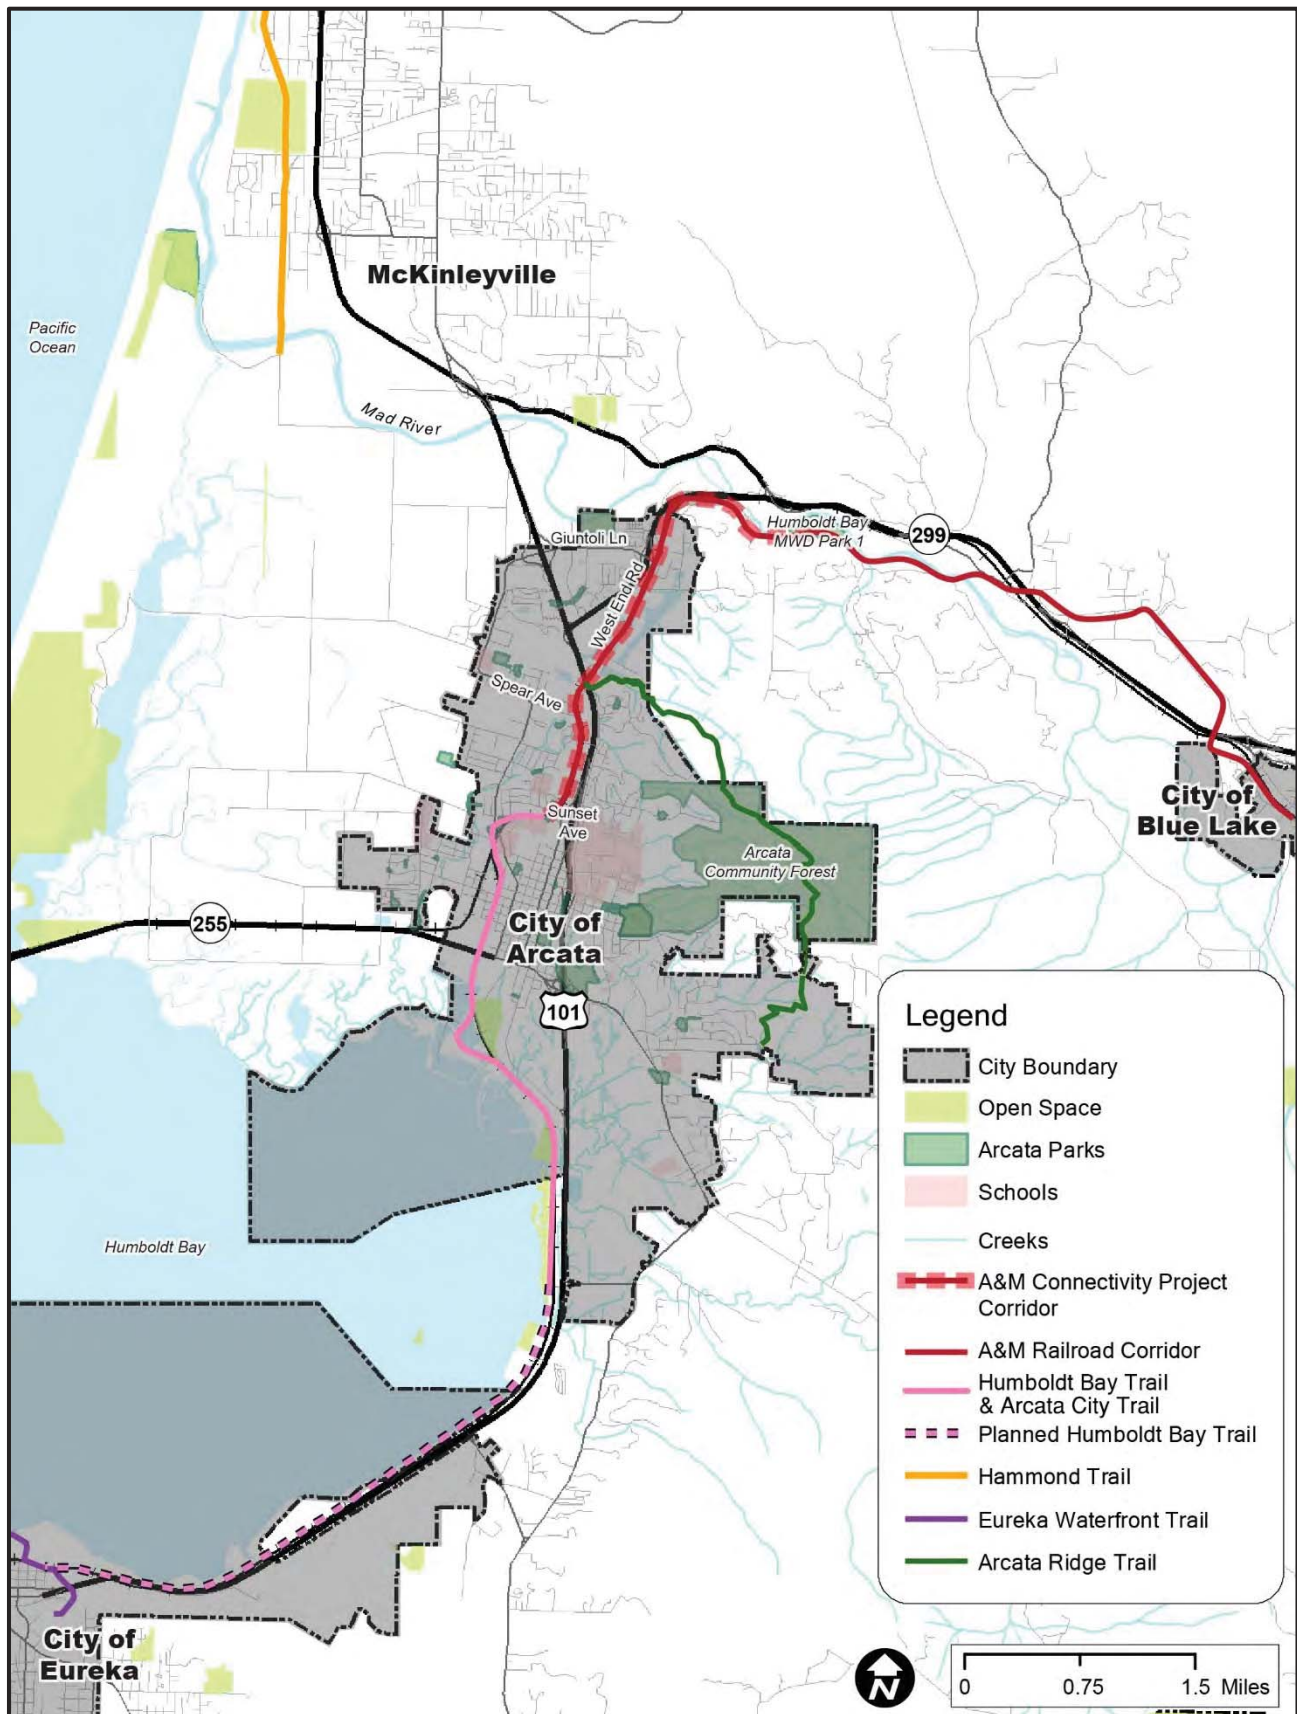 McKinleyville
Pacific
Ocean
Mad River
Humboldt Bay
MWD Park 1
299
Giuntoli Ln
West End Rd
Spear Ave
City of
Blue Lake
Sunset
Ave
Arcata
Community Forest
255
City of
Arcata
101
Humboldt Bay
City of
Eureka
Legend
City Boundary
Open Space
Arcata Parks
Schools
Creeks
A&M Connectivity Project
Corridor
A&M Railroad Corridor
Humboldt Bay Trail
& Arcata City Trail
Planned Humboldt Bay Trail
Hammond Trail
Eureka Waterfront Trail
Arcata Ridge Trail
N
0 0.75 1.5 Miles